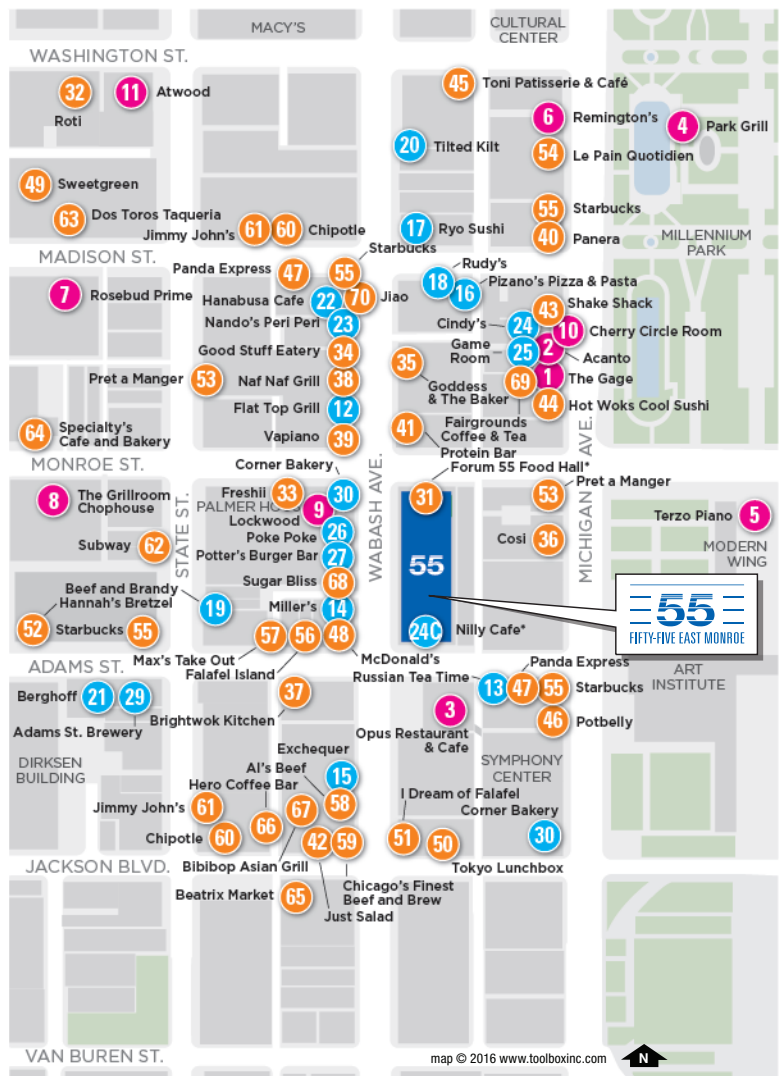 MACY'S
CULTURAL
CENTER
WASHINGTON ST.
32
11
Atwood
Roti
45
Toni Patisserie & Café
6
Remington's
4
Park Grill
20
Tilted Kilt
54
Le Pain Quotidien
49
Sweetgreen
63
Dos Toros Taqueria
Jimmy John's
61
60
Chipotle
17
Ryo Sushi
55
Starbucks
40
Panera
MILLENNIUM
PARK
MADISON ST.
Starbucks
Panda Express
47
55
Rudy's
18
16
Pizano's Pizza & Pasta
7
Rosebud Prime
Hanabusa Cafe
22
70
Jiao
43
Shake Shack
Nando's Peri Peri
23
Cindy's
24
10
Cherry Circle Room
Good Stuff Eatery
34
Game
Room
25
2
Acanto
35
Pret a Manger
53
Naf Naf Grill
38
Goddess
& The Baker
69
1
The Gage
Flat Top Grill
12
44
Hot Woks Cool Sushi
64
Specialty's
Cafe and Bakery
Vapiano
39
41
Fairgrounds
Coffee & Tea
Protein Bar
MONROE ST.
Corner Bakery
WABASH AVE.
Forum 55 Food Hall*
MICHIGAN AVE.
8
The Grillroom
Chophouse
STATE ST.
Freshii
33
30
31
53
Pret a Manger
PALMER HOUS
9
Lockwood
Terzo Piano
5
Subway
62
Poke Poke
26
Cosi
36
MODERN
WING
Potter's Burger Bar
27
55
Sugar Bliss
68
Beef and Brandy
Hannah's Bretzel
19
Miller's
14
55
FIFTY-FIVE EAST MONROE
52
Starbucks
55
57
56
48
24C
Nilly Cafe*
Max's Take Out
Falafel Island
McDonald's
Panda Express
ADAMS ST.
Russian Tea Time
13
47
55
Starbucks
ART
INSTITUTE
Berghoff
21
29
37
3
46
Potbelly
Adams St. Brewery
Brightwok Kitchen
Opus Restaurant
& Cafe
DIRKSEN
BUILDING
Exchequer
15
SYMPHONY
CENTER
Al's Beef
Hero Coffee Bar
58
I Dream of Falafel
Corner Bakery
Jimmy John's
61
67
Chipotle
60
66
42
59
51
50
30
JACKSON BLVD.
Bibibop Asian Grill
Tokyo Lunchbox
Beatrix Market
65
Chicago's Finest
Beef and Brew
Just Salad
VAN BUREN ST.
map © 2016 www.toolboxinc.com
N